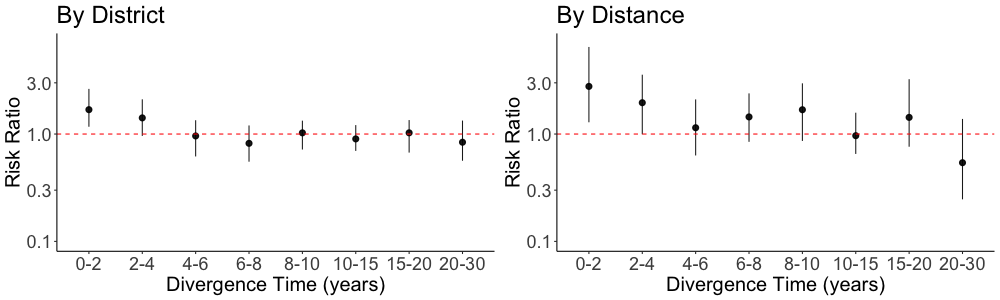 By District
Risk Ratio
3.0
1.0
0.3
0.1
0-2 2-4 4-6 6-8 8-10 10-15 15-20 20-30
Divergence Time (years)
By Distance
Risk Ratio
3.0
1.0
0.3
0.1
0-2 2-4 4-6 6-8 8-10 10-15 15-20 20-30
Divergence Time (years)